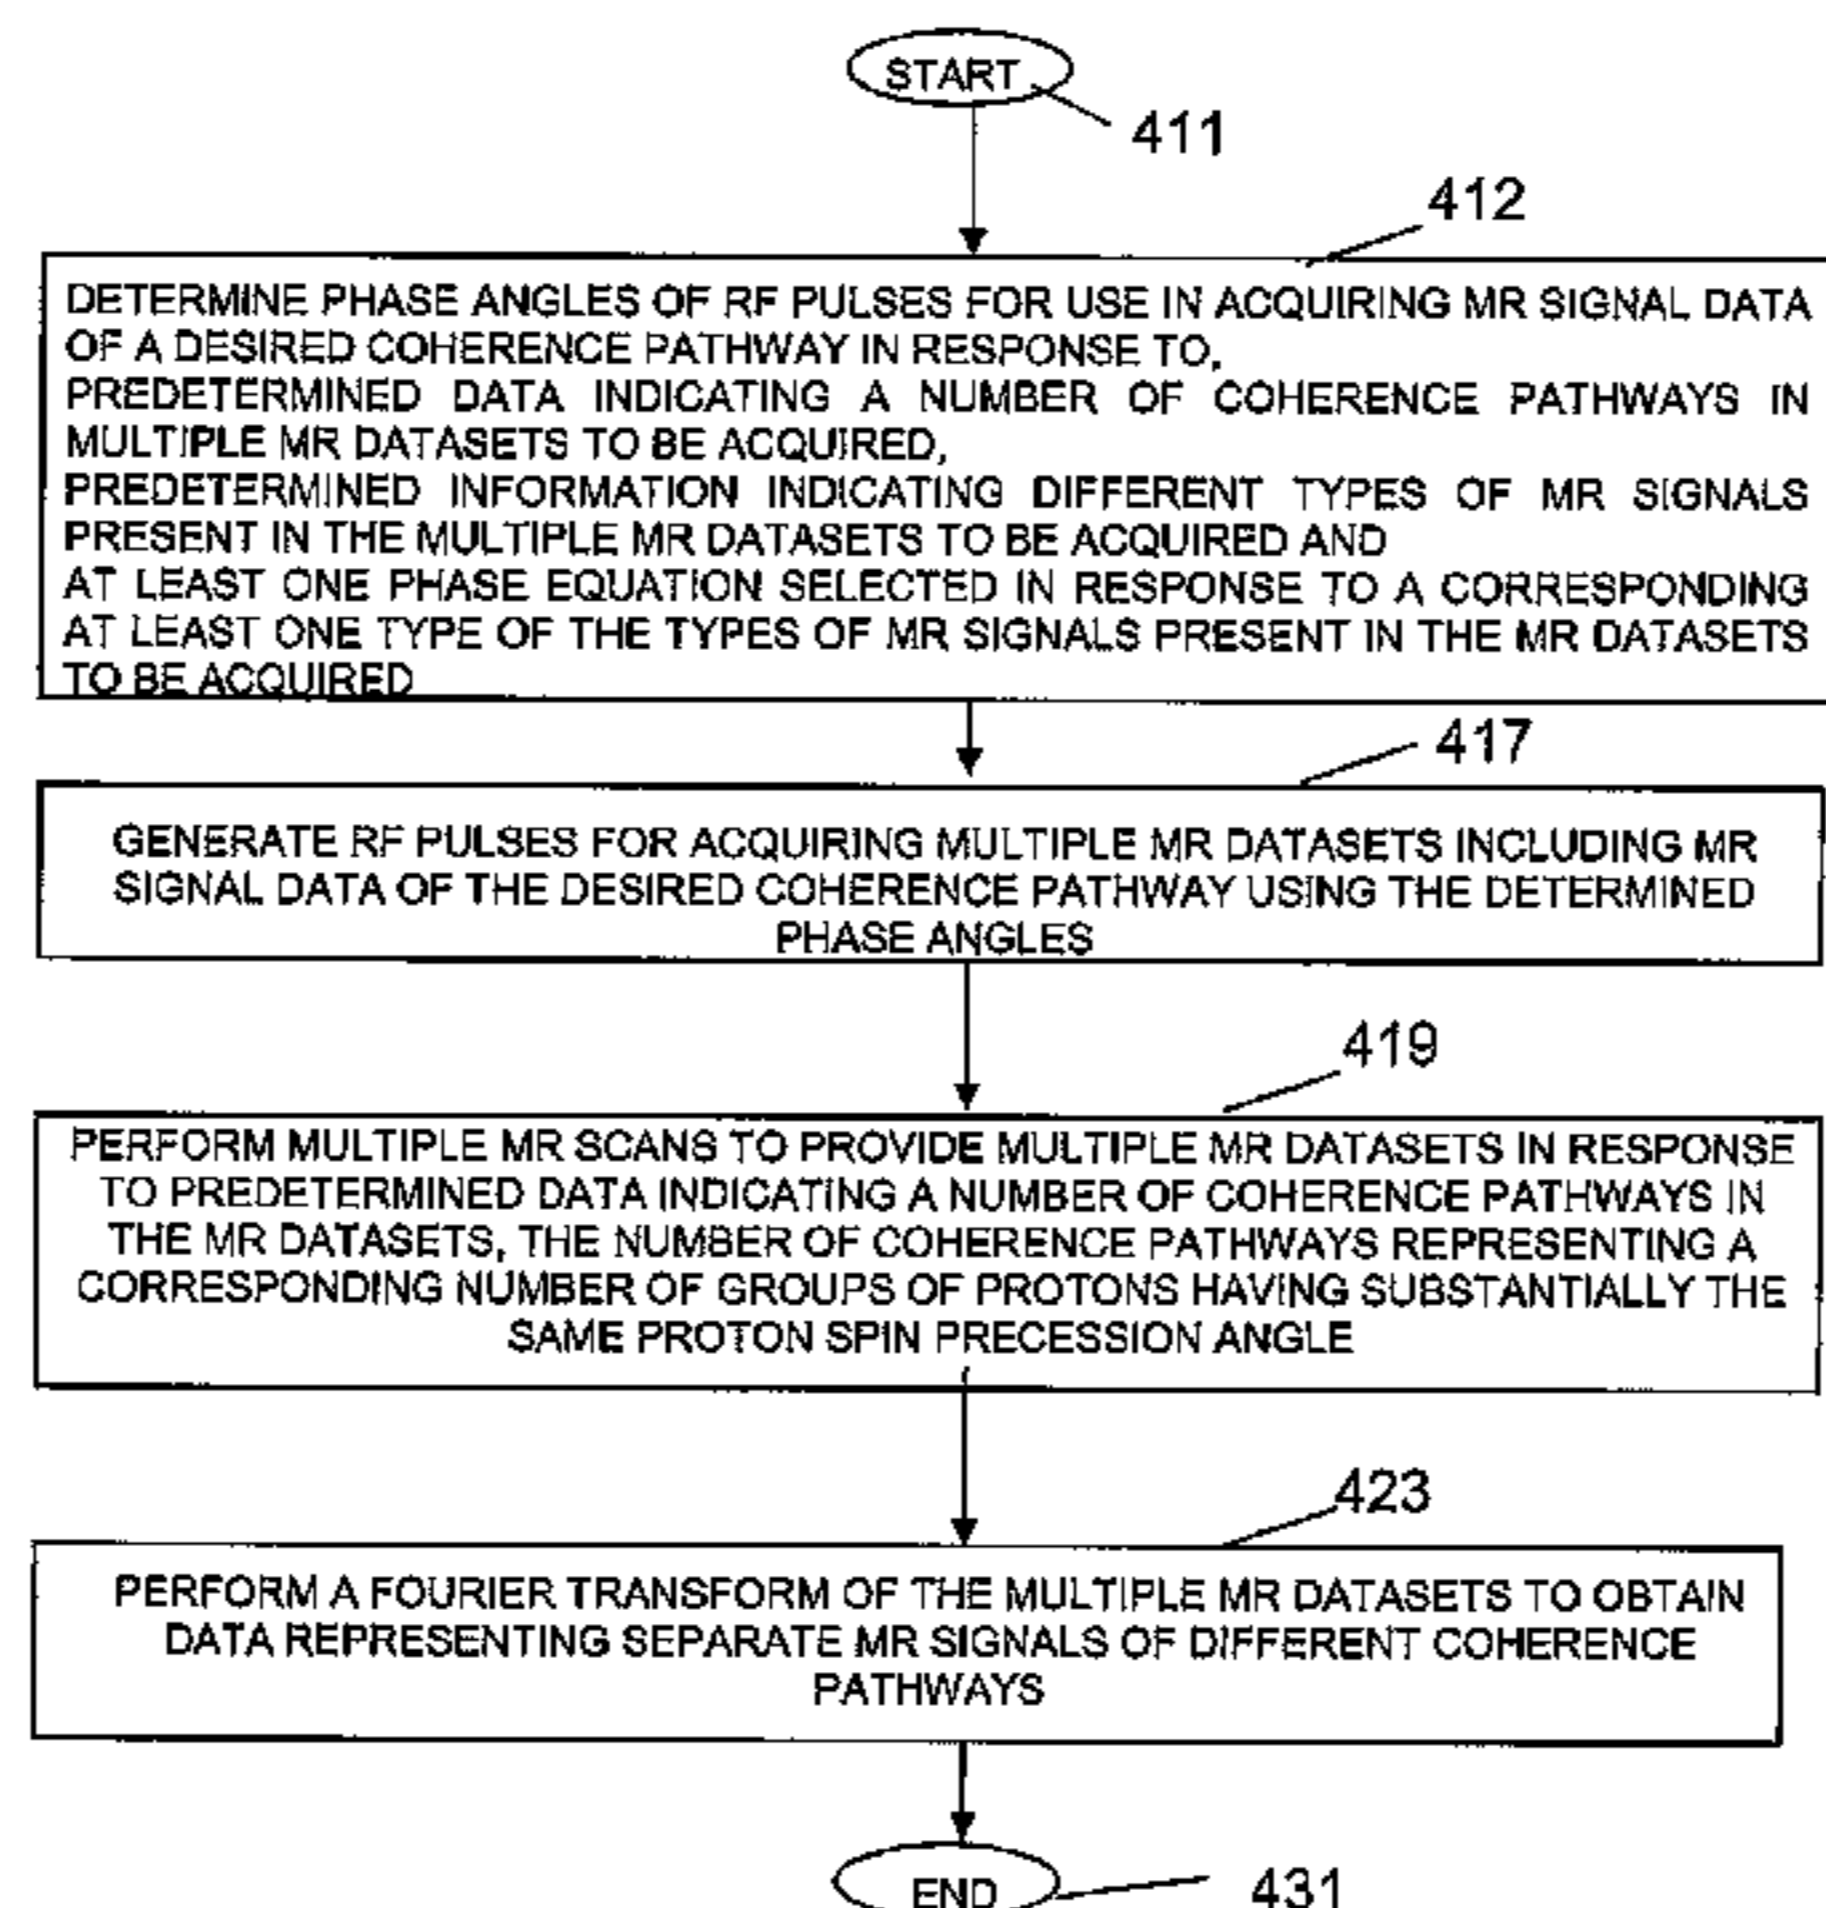 START
411
412
DETERMINE PHASE ANGLES OF RF PULSES FOR USE IN ACQUIRING MR SIGNAL DATA
OF A DESIRED COHERENCE PATHWAY IN RESPONSE TO,
PREDETERMINED DATA INDICATING A NUMBER OF COHERENCE PATHWAYS IN
MULTIPLE MR DATASETS TO BE ACQUIRED,
PREDETERMINED INFORMATION INDICATING DIFFERENT TYPES OF MR SIGNALS
PRESENT IN THE MULTIPLE MR DATASETS TO BE ACQUIRED AND
AT LEAST ONE PHASE EQUATION SELECTED IN RESPONSE TO A CORRESPONDING
AT LEAST ONE TYPE OF THE TYPES OF MR SIGNALS PRESENT IN THE MR DATASETS
TO BE ACQUIRED
417
GENERATE RF PULSES FOR ACQUIRING MULTIPLE MR DATASETS INCLUDING MR
SIGNAL DATA OF THE DESIRED COHERENCE PATHWAY USING THE DETERMINED
PHASE ANGLES
419
PERFORM MULTIPLE MR SCANS TO PROVIDE MULTIPLE MR DATASETS IN RESPONSE
TO PREDETERMINED DATA INDICATING A NUMBER OF COHERENCE PATHWAYS IN
THE MR DATASETS, THE NUMBER OF COHERENCE PATHWAYS REPRESENTING A
CORRESPONDING NUMBER OF GROUPS OF PROTONS HAVING SUBSTANTIALLY THE
SAME PROTON SPIN PRECESSION ANGLE
423
PERFORM A FOURIER TRANSFORM OF THE MULTIPLE MR DATASETS TO OBTAIN
DATA REPRESENTING SEPARATE MR SIGNALS OF DIFFERENT COHERENCE
PATHWAYS
END
431